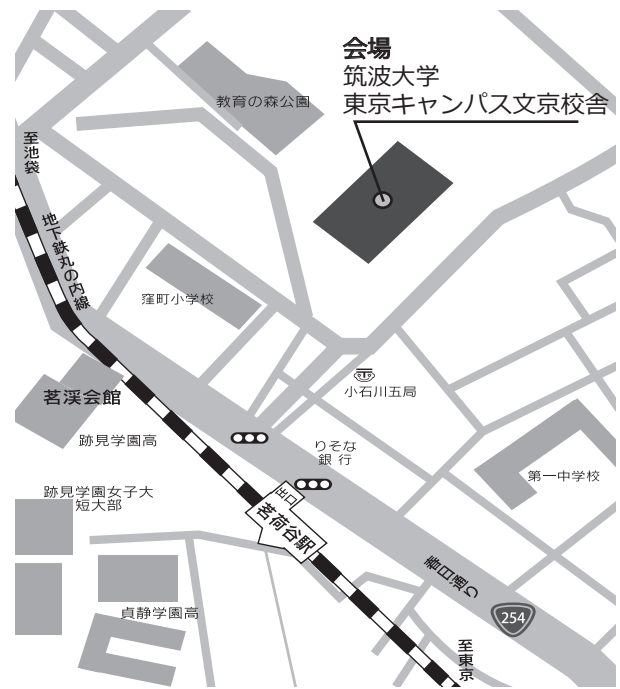 会場
筑波大学
東京キャンパス文京校舎
教育の森公園
至池袋
地下鉄丸の内線
窪町小学校
茗渓会館
小石川五局
跡見学園高
りそな
銀 行
第一中学校
跡見学園女子大
短大部
出口
茗荷谷駅
春日通り
貞静学園高
254
至東京